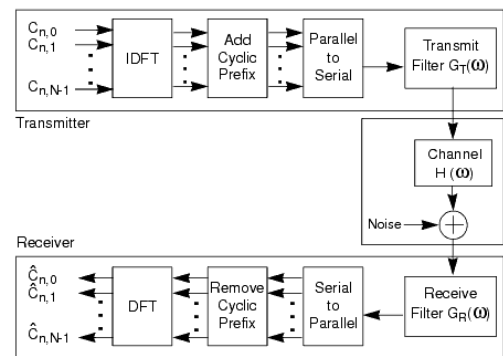 C_{n,0}
C_{n,1}
C_{n,N-1}
IDFT
Add
Cyclic
Prefix
Parallel
to
Serial
Transmit
Filter G_T(ω)
Transmitter
Channel
H (ω)
Noise
Receiver
Ĉ_{n,0}
Ĉ_{n,1}
Ĉ_{n,N-1}
DFT
Remove
Cyclic
Prefix
Serial
to
Parallel
Receive
Filter G_R(ω)